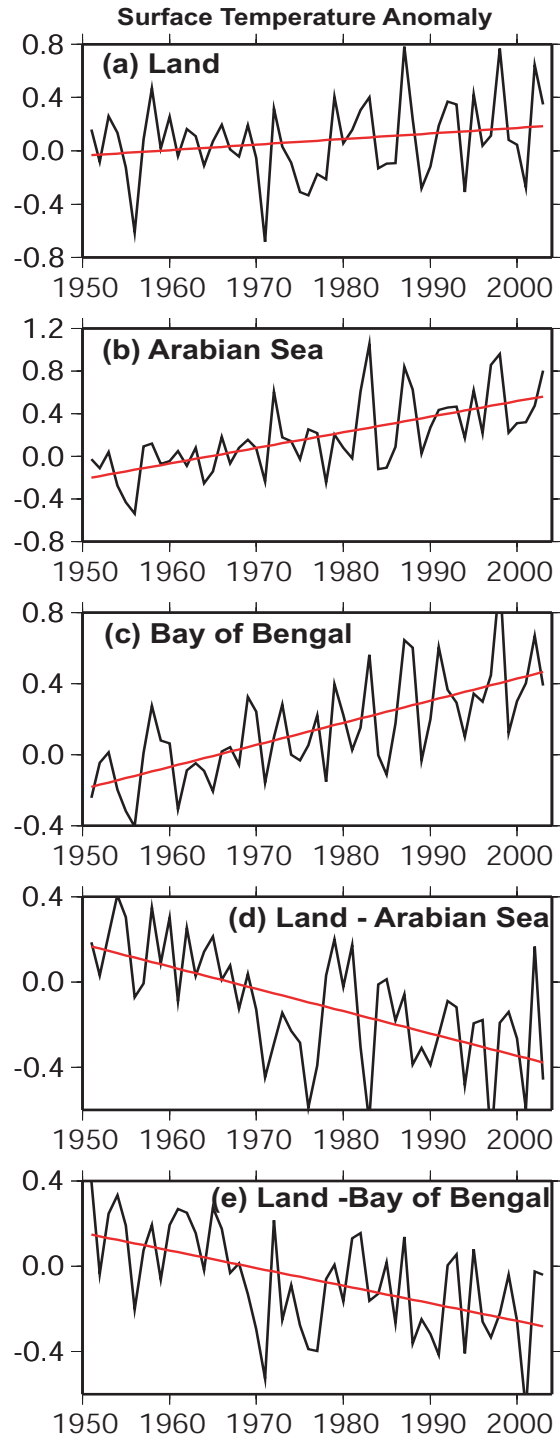 Surface Temperature Anomaly
(a) Land
0.8
0.4
0.0
-0.4
-0.8
1950 1960 1970 1980 1990 2000
(b) Arabian Sea
1.2
0.8
0.4
0.0
-0.4
-0.8
1950 1960 1970 1980 1990 2000
(c) Bay of Bengal
0.8
0.4
0.0
-0.4
1950 1960 1970 1980 1990 2000
(d) Land - Arabian Sea
0.4
0.0
-0.4
1950 1960 1970 1980 1990 2000
(e) Land -Bay of Bengal
0.4
0.0
-0.4
1950 1960 1970 1980 1990 2000